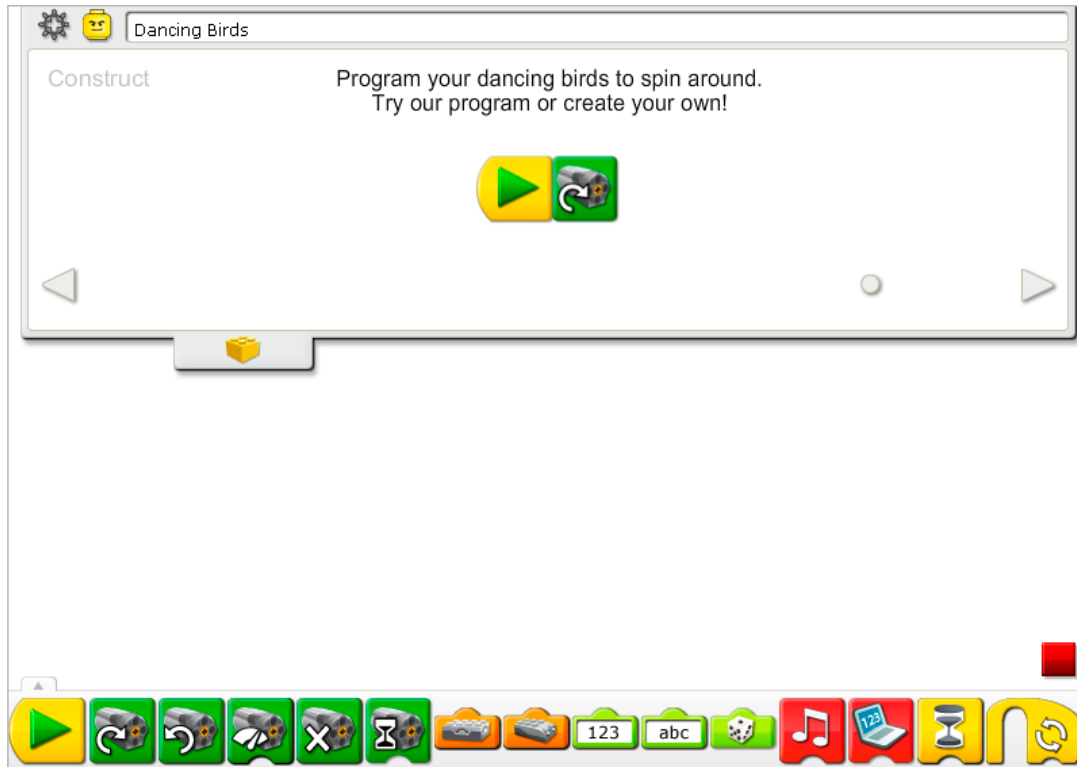 Dancing Birds
Construct
Program your dancing birds to spin around.
Try our program or create your own!
123
abc
123